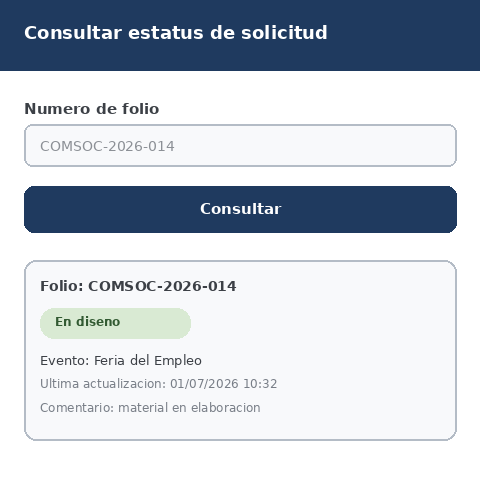 Consultar estatus de solicitud
Numero de folio
COMSOC-2026-014
Consultar
Folio: COMSOC-2026-014
En diseno
Evento: Feria del Empleo
Ultima actualizacion: 01/07/2026 10:32
Comentario: material en elaboracion